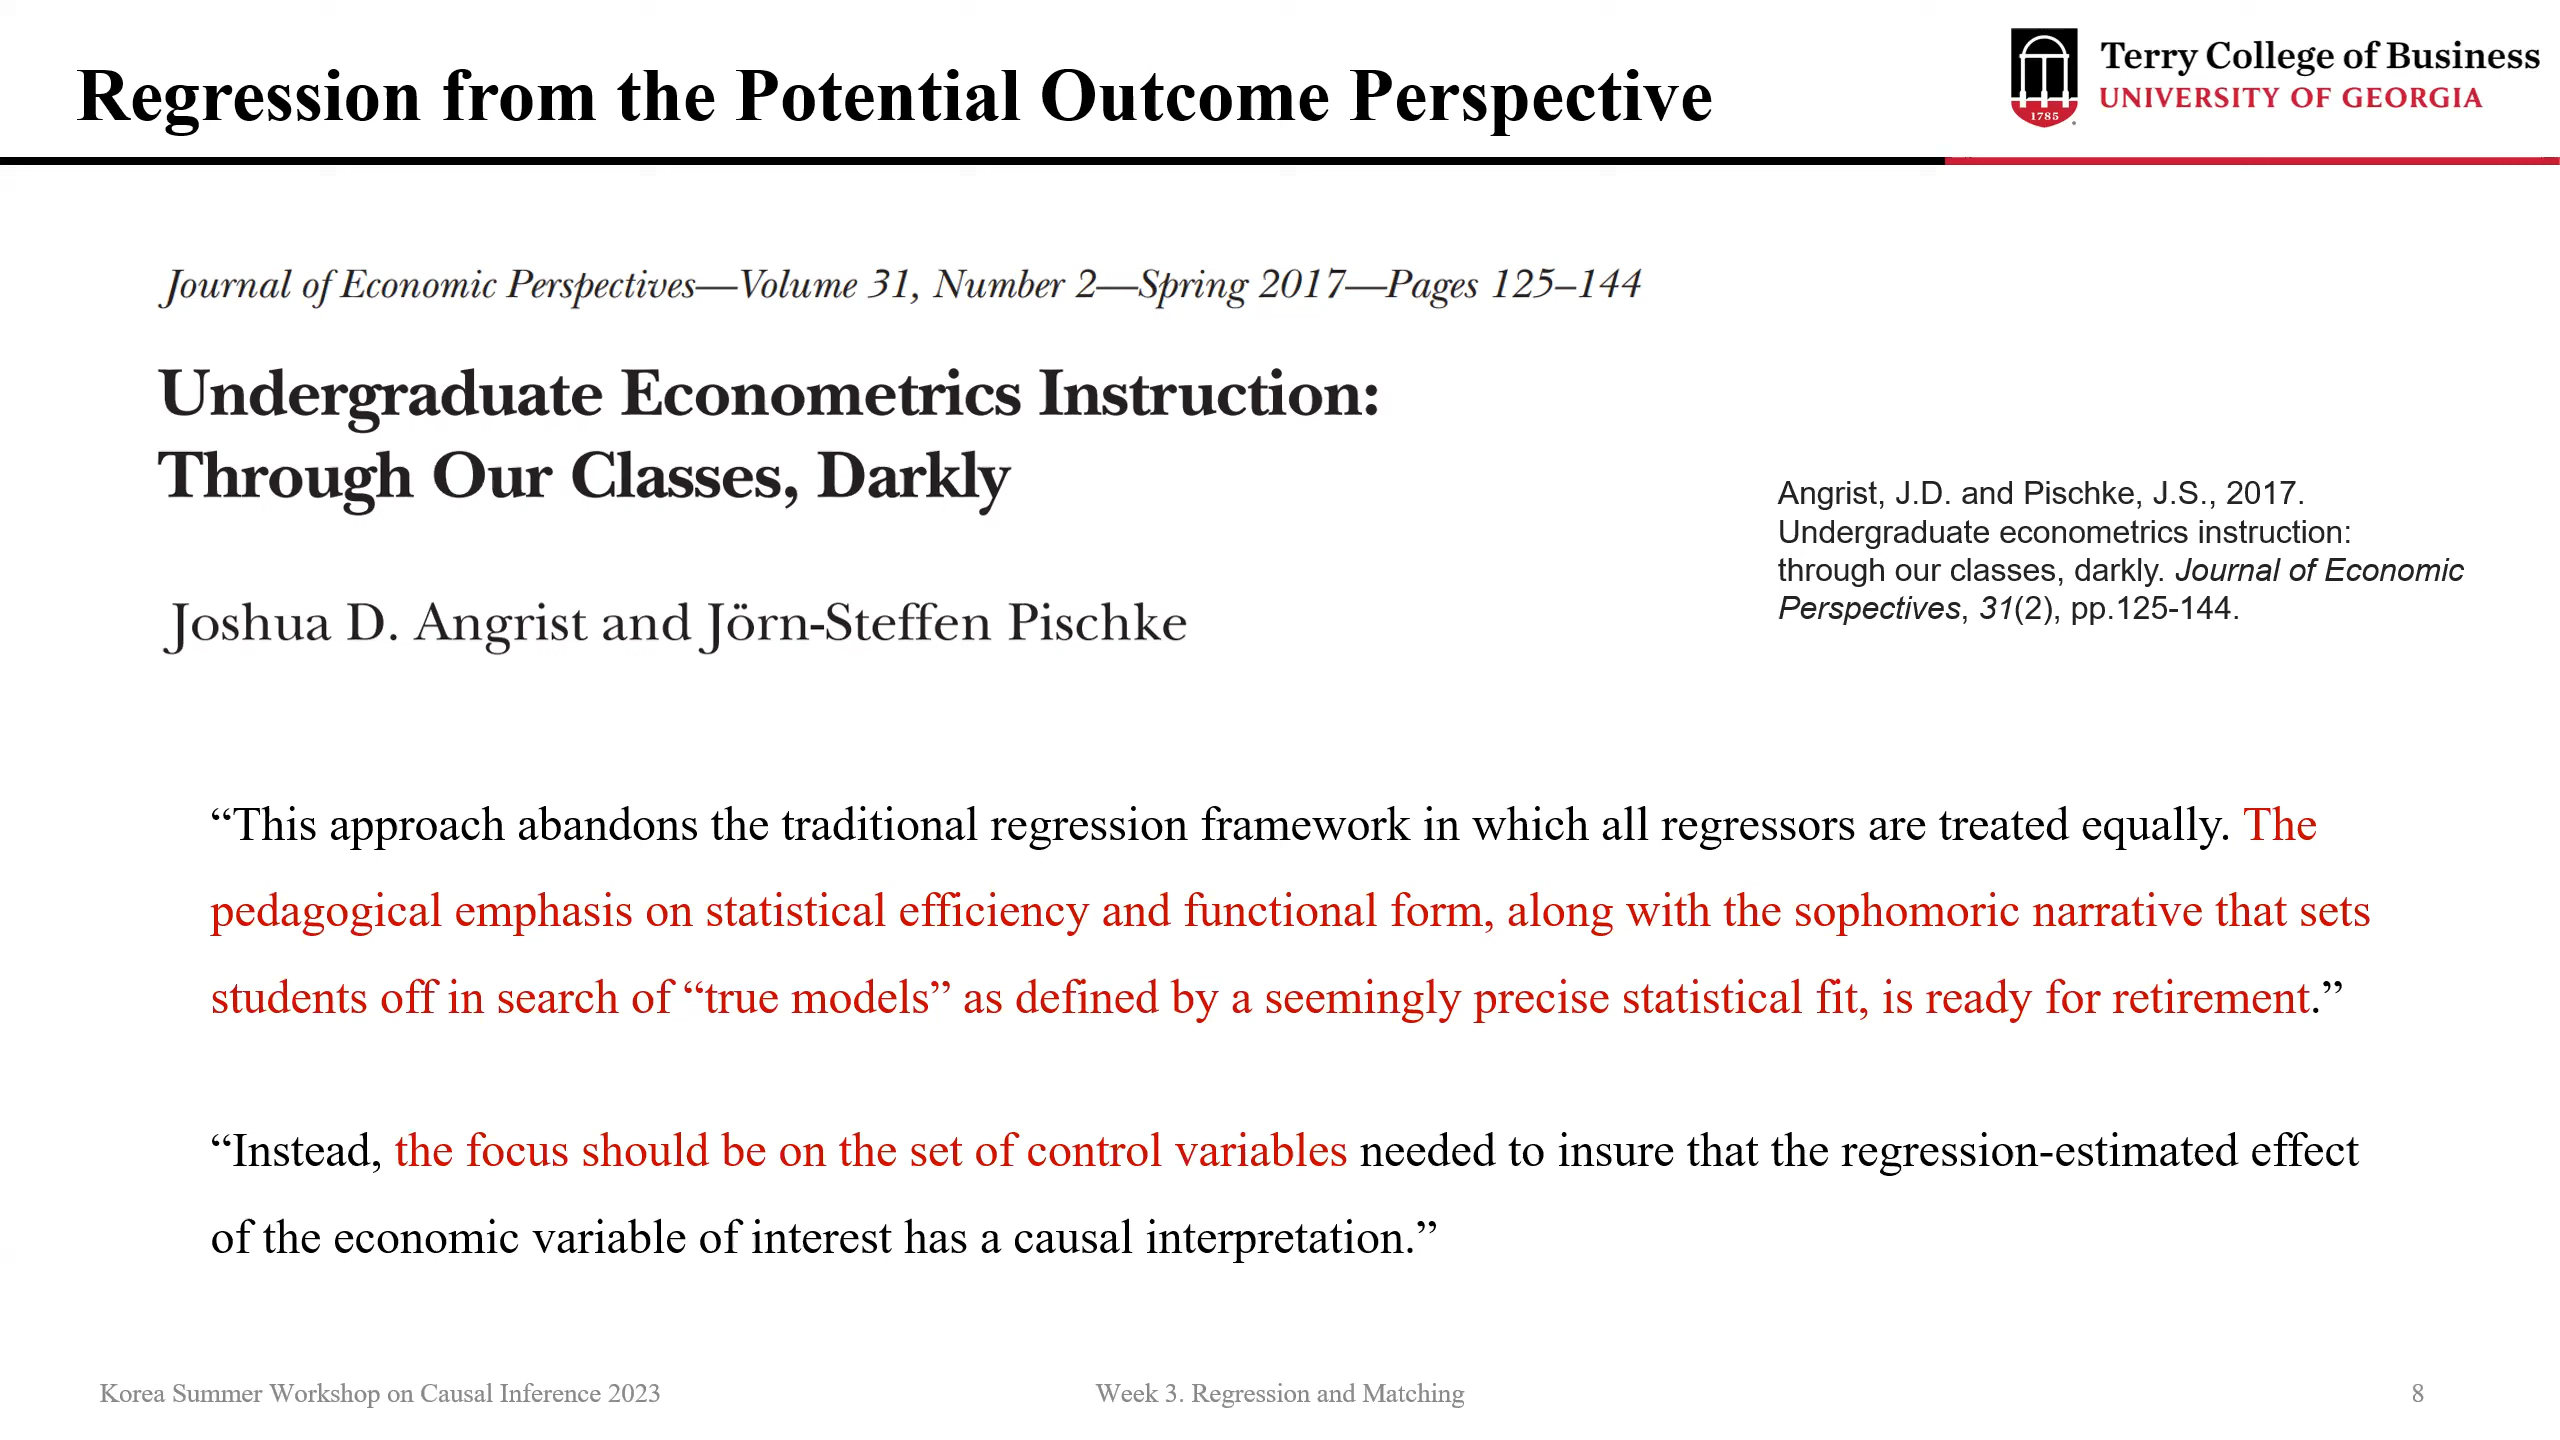 Regression from the Potential Outcome Perspective
Terry College of Business
UNIVERSITY OF GEORGIA
1785
Journal of Economic Perspectives—Volume 31, Number 2—Spring 2017—Pages 125–144
Undergraduate Econometrics Instruction:
Through Our Classes, Darkly
Joshua D. Angrist and Jörn-Steffen Pischke
Angrist, J.D. and Pischke, J.S., 2017.
Undergraduate econometrics instruction:
through our classes, darkly. Journal of Economic
Perspectives, 31(2), pp.125-144.
“This approach abandons the traditional regression framework in which all regressors are treated equally. The
pedagogical emphasis on statistical efficiency and functional form, along with the sophomoric narrative that sets
students off in search of “true models” as defined by a seemingly precise statistical fit, is ready for retirement.”
“Instead, the focus should be on the set of control variables needed to insure that the regression-estimated effect
of the economic variable of interest has a causal interpretation.”
Korea Summer Workshop on Causal Inference 2023
Week 3. Regression and Matching
8